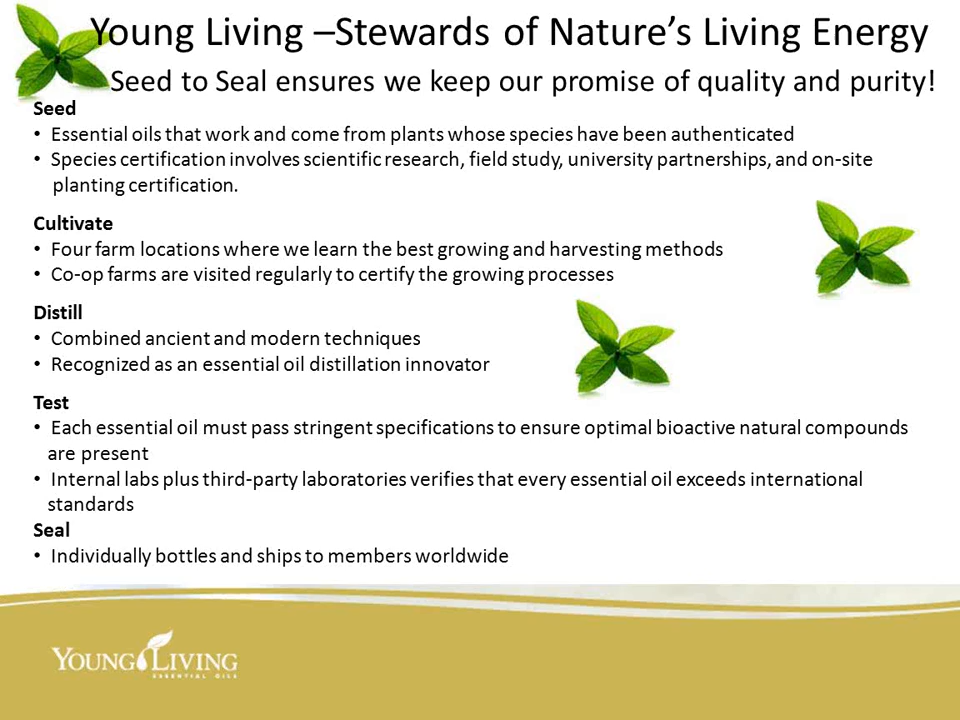 Young Living –Stewards of Nature's Living Energy
Seed to Seal ensures we keep our promise of quality and purity!
Seed
• Essential oils that work and come from plants whose species have been authenticated
• Species certification involves scientific research, field study, university partnerships, and on-site
planting certification.
Cultivate
• Four farm locations where we learn the best growing and harvesting methods
• Co-op farms are visited regularly to certify the growing processes
Distill
• Combined ancient and modern techniques
• Recognized as an essential oil distillation innovator
Test
• Each essential oil must pass stringent specifications to ensure optimal bioactive natural compounds
are present
• Internal labs plus third-party laboratories verifies that every essential oil exceeds international
standards
Seal
• Individually bottles and ships to members worldwide
YOUNG LIVING
ESSENTIAL OILS